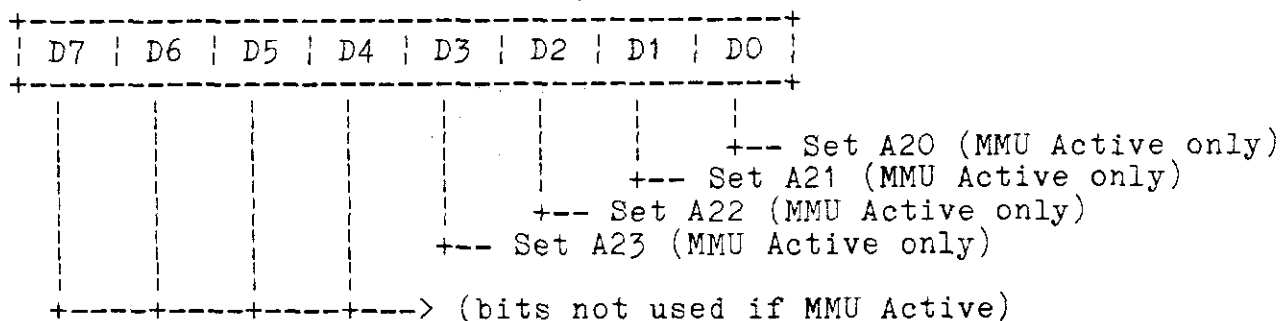 D7 | D6 | D5 | D4 | D3 | D2 | D1 | D0
+-- Set A20 (MMU Active only)
+-- Set A21 (MMU Active only)
+-- Set A22 (MMU Active only)
+-- Set A23 (MMU Active only)
+----+----+----+---> (bits not used if MMU Active)